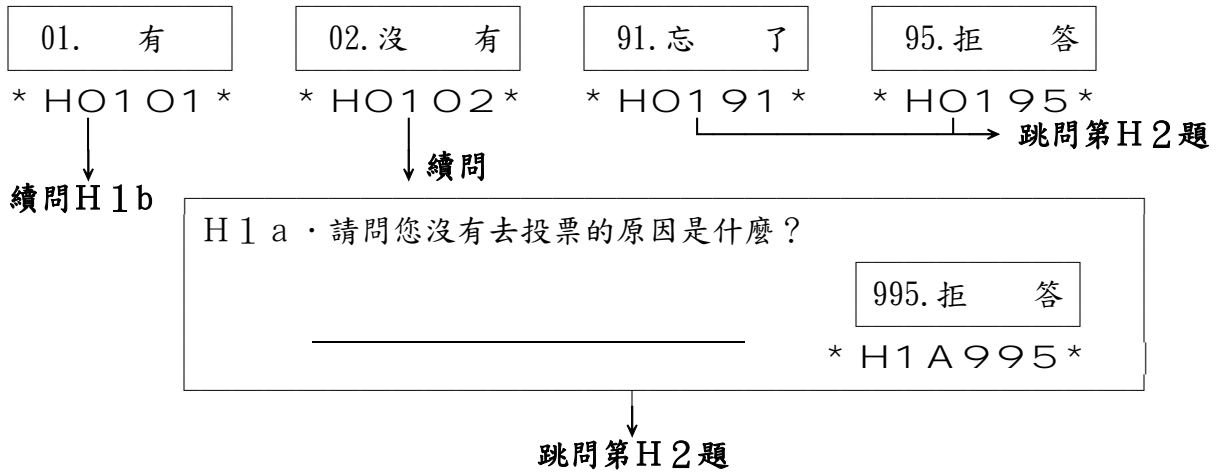 01. 有 02.沒 有 91.忘 了 95.拒 答
*H0101* *H0102* *H0191* *H0195*
跳問第H2題
續問
續問H1b
H1a．請問您沒有去投票的原因是什麼？
995.拒 答
*H1A995*
跳問第H2題